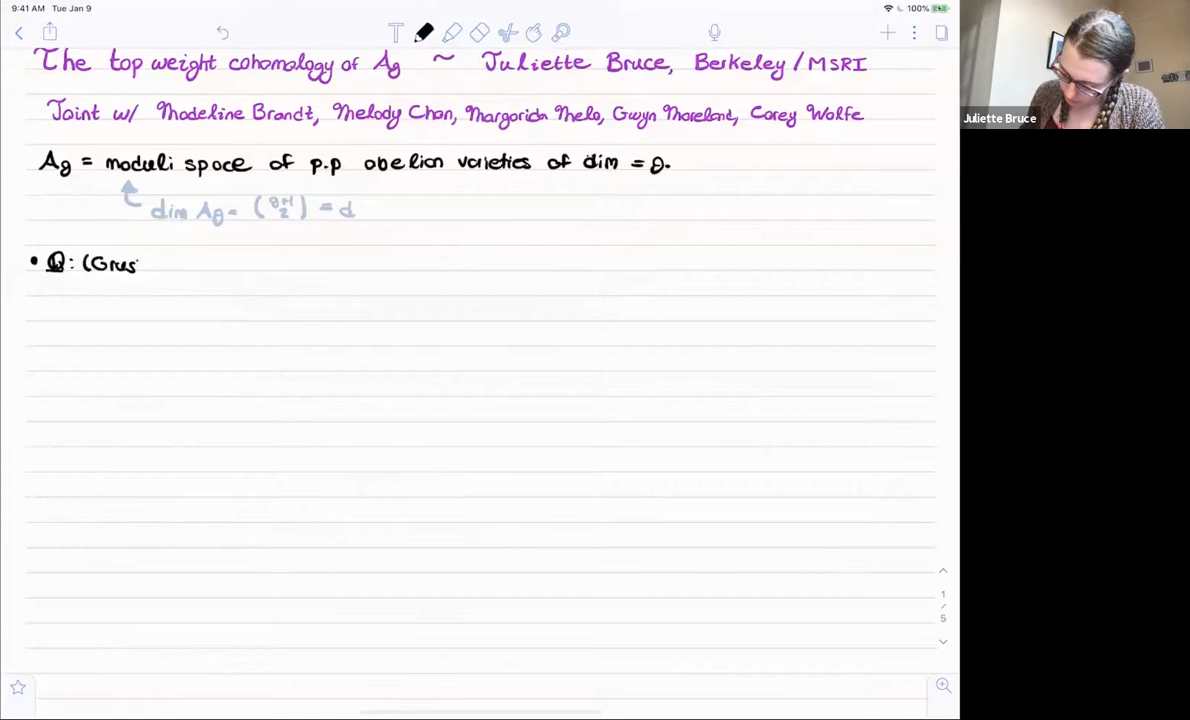 9:41 AM Tue Jan 9
100%
The top weight cohomology of Ag ~ Juliette Bruce, Berkeley/MSRI
Joint w/ Madeline Brandt, Melody Chan, Margarida Melo, Gwyn Moreland, Corey Wolfe
Juliette Bruce
Ag = moduli space of p.p abelian varieties of dim = g.
dim Ag = (g+1 2) = d
• Q: (Grus
1
/
5